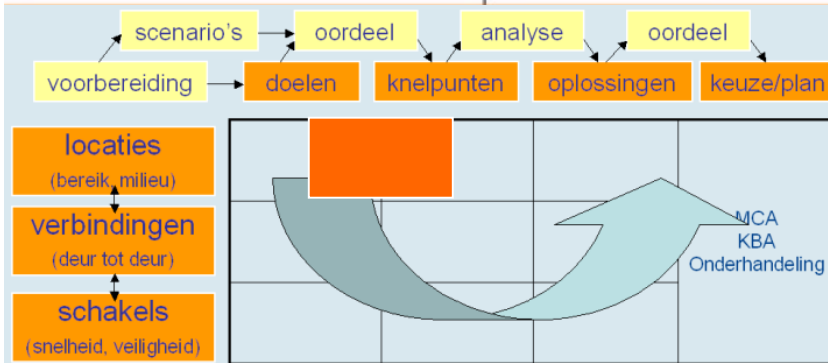 scenario's oordeel analyse oordeel
voorbereiding doelen knelpunten oplossingen keuze/plan
locaties
(bereik, milieu)
verbindingen
(deur tot deur)
schakels
(snelheid, veiligheid)
MCA
KBA
Onderhandeling